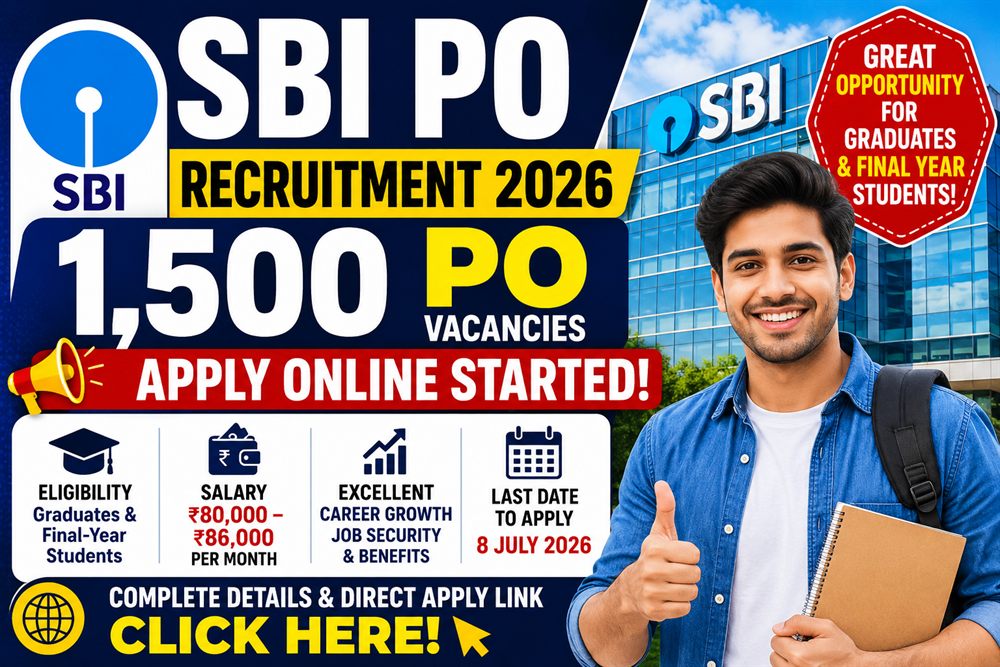 SBI
SBI PO
RECRUITMENT 2026
1,500
PO
VACANCIES
APPLY ONLINE STARTED!
SBI
GREAT
OPPORTUNITY
FOR
GRADUATES
& FINAL YEAR
STUDENTS!
ELIGIBILITY
Graduates &
Final-Year
Students
₹
SALARY
₹80,000 –
₹86,000
PER MONTH
EXCELLENT
CAREER GROWTH
JOB SECURITY
& BENEFITS
LAST DATE
TO APPLY
8 JULY 2026
COMPLETE DETAILS & DIRECT APPLY LINK
CLICK HERE!